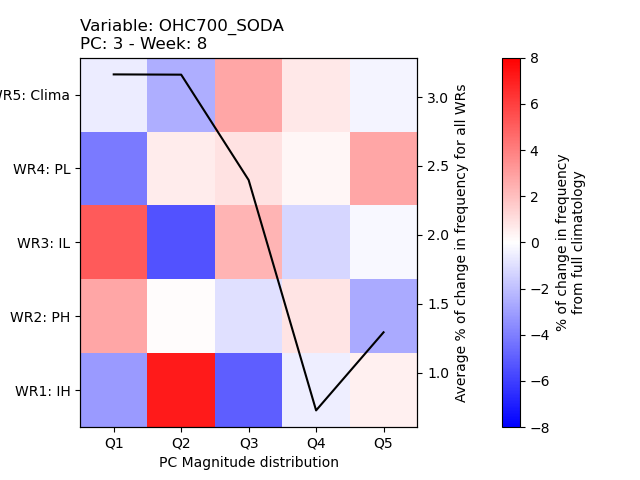 Variable: OHC700_SODA
PC: 3 - Week: 8
WR5: Clima
WR4: PL
WR3: IL
WR2: PH
WR1: IH
Q1 Q2 Q3 Q4 Q5
PC Magnitude distribution
3.0
2.5
2.0
1.5
1.0
Average % of change in frequency for all WRs
8
6
4
2
0
−2
−4
−6
−8
% of change in frequency
from full climatology